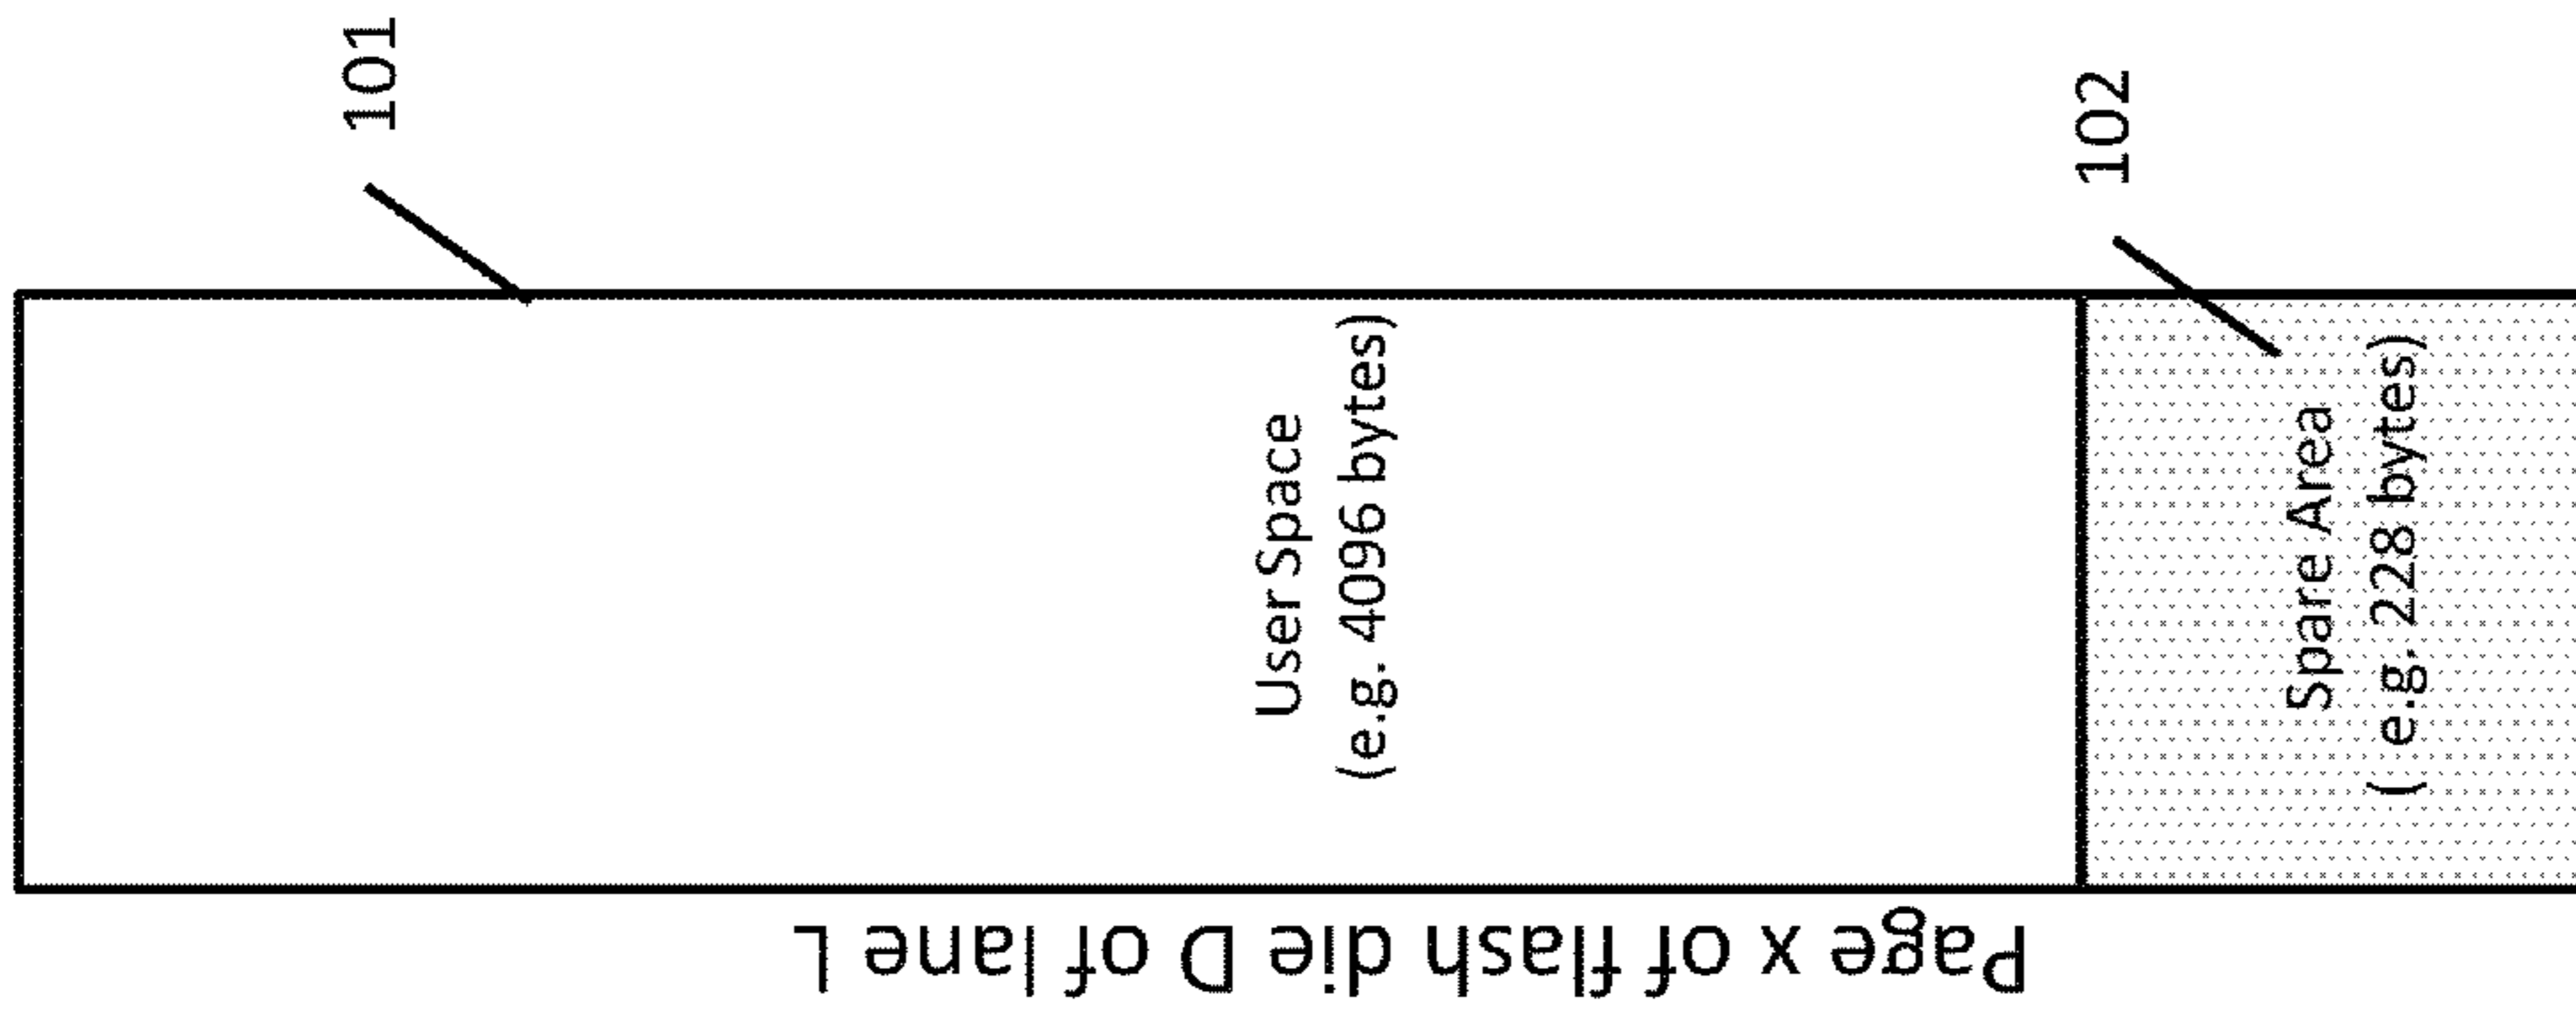 101
User Space
(e.g. 4096 bytes)
102
Spare Area
( e.g. 228 bytes)
Page x of flash die D of lane L